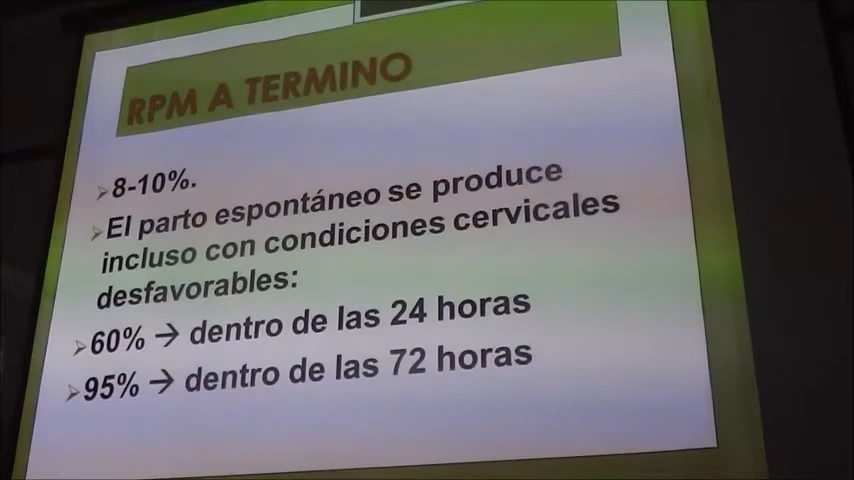 RPM A TERMINO
➢8-10%.
➢El parto espontáneo se produce
incluso con condiciones cervicales
desfavorables:
➢60% → dentro de las 24 horas
➢95% → dentro de las 72 horas